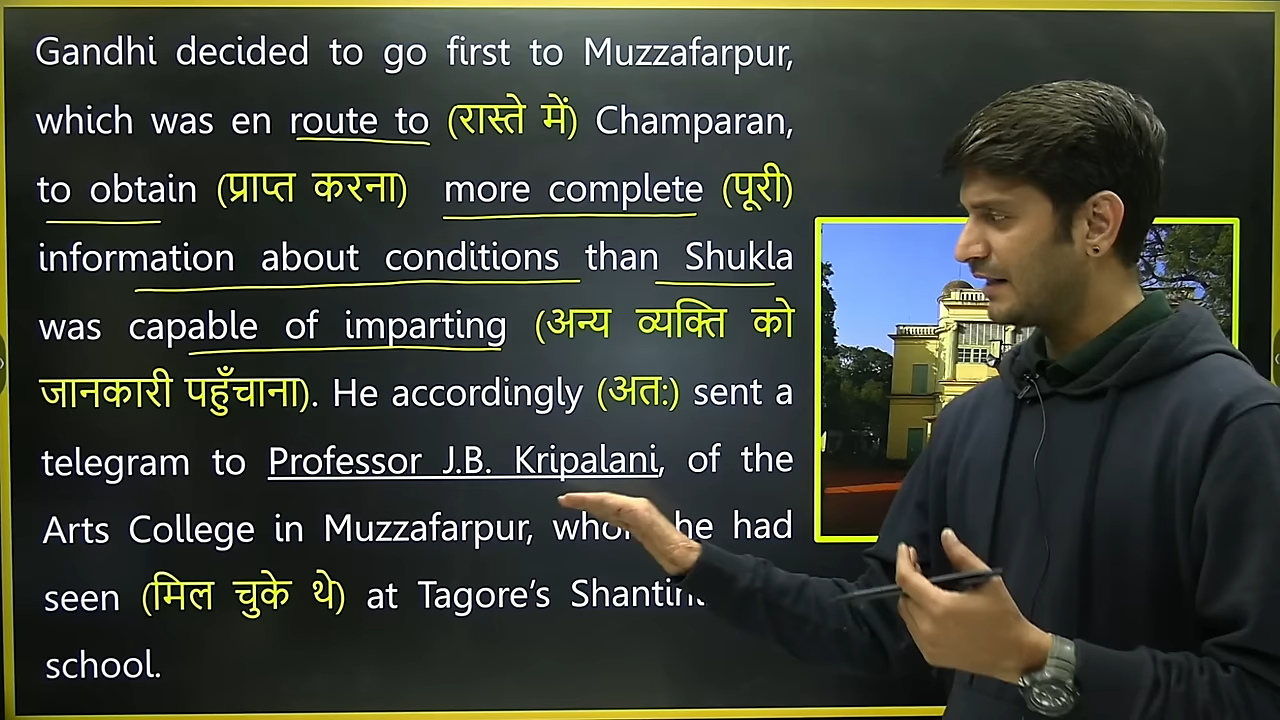 Gandhi decided to go first to Muzzafarpur,
which was en route to (रास्ते में) Champaran,
to obtain (प्राप्त करना) more complete (पूरी)
information about conditions than Shukla
was capable of imparting (अन्य व्यक्ति को
जानकारी पहुँचाना). He accordingly (अतः) sent a
telegram to Professor J.B. Kripalani, of the
Arts College in Muzzafarpur, he had
seen (मिल चुके थे) at Tagore’s
school.